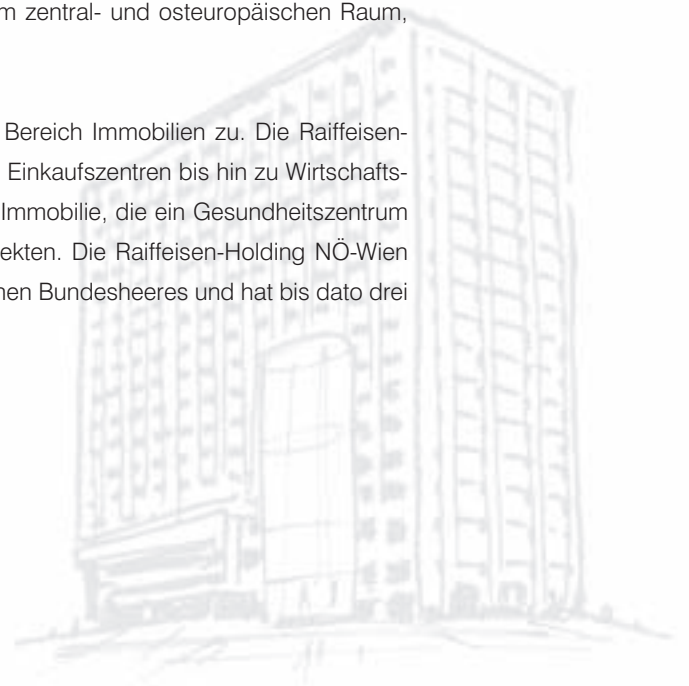 m zentral- und osteuropäischen Raum,
Bereich Immobilien zu. Die Raiffeisen-
Einkaufszentren bis hin zu Wirtschafts-
Immobilie, die ein Gesundheitszentrum
ekten. Die Raiffeisen-Holding NÖ-Wien
hen Bundesheeres und hat bis dato drei